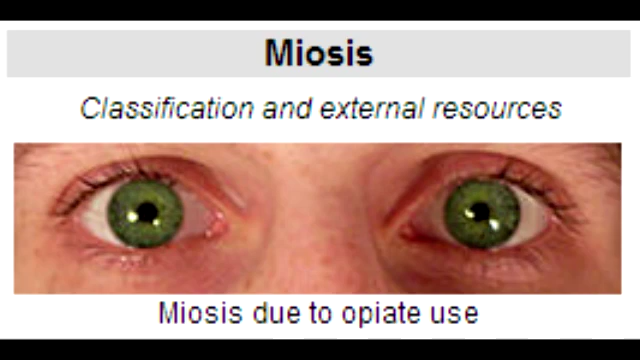 Miosis
Classification and external resources
Miosis due to opiate use